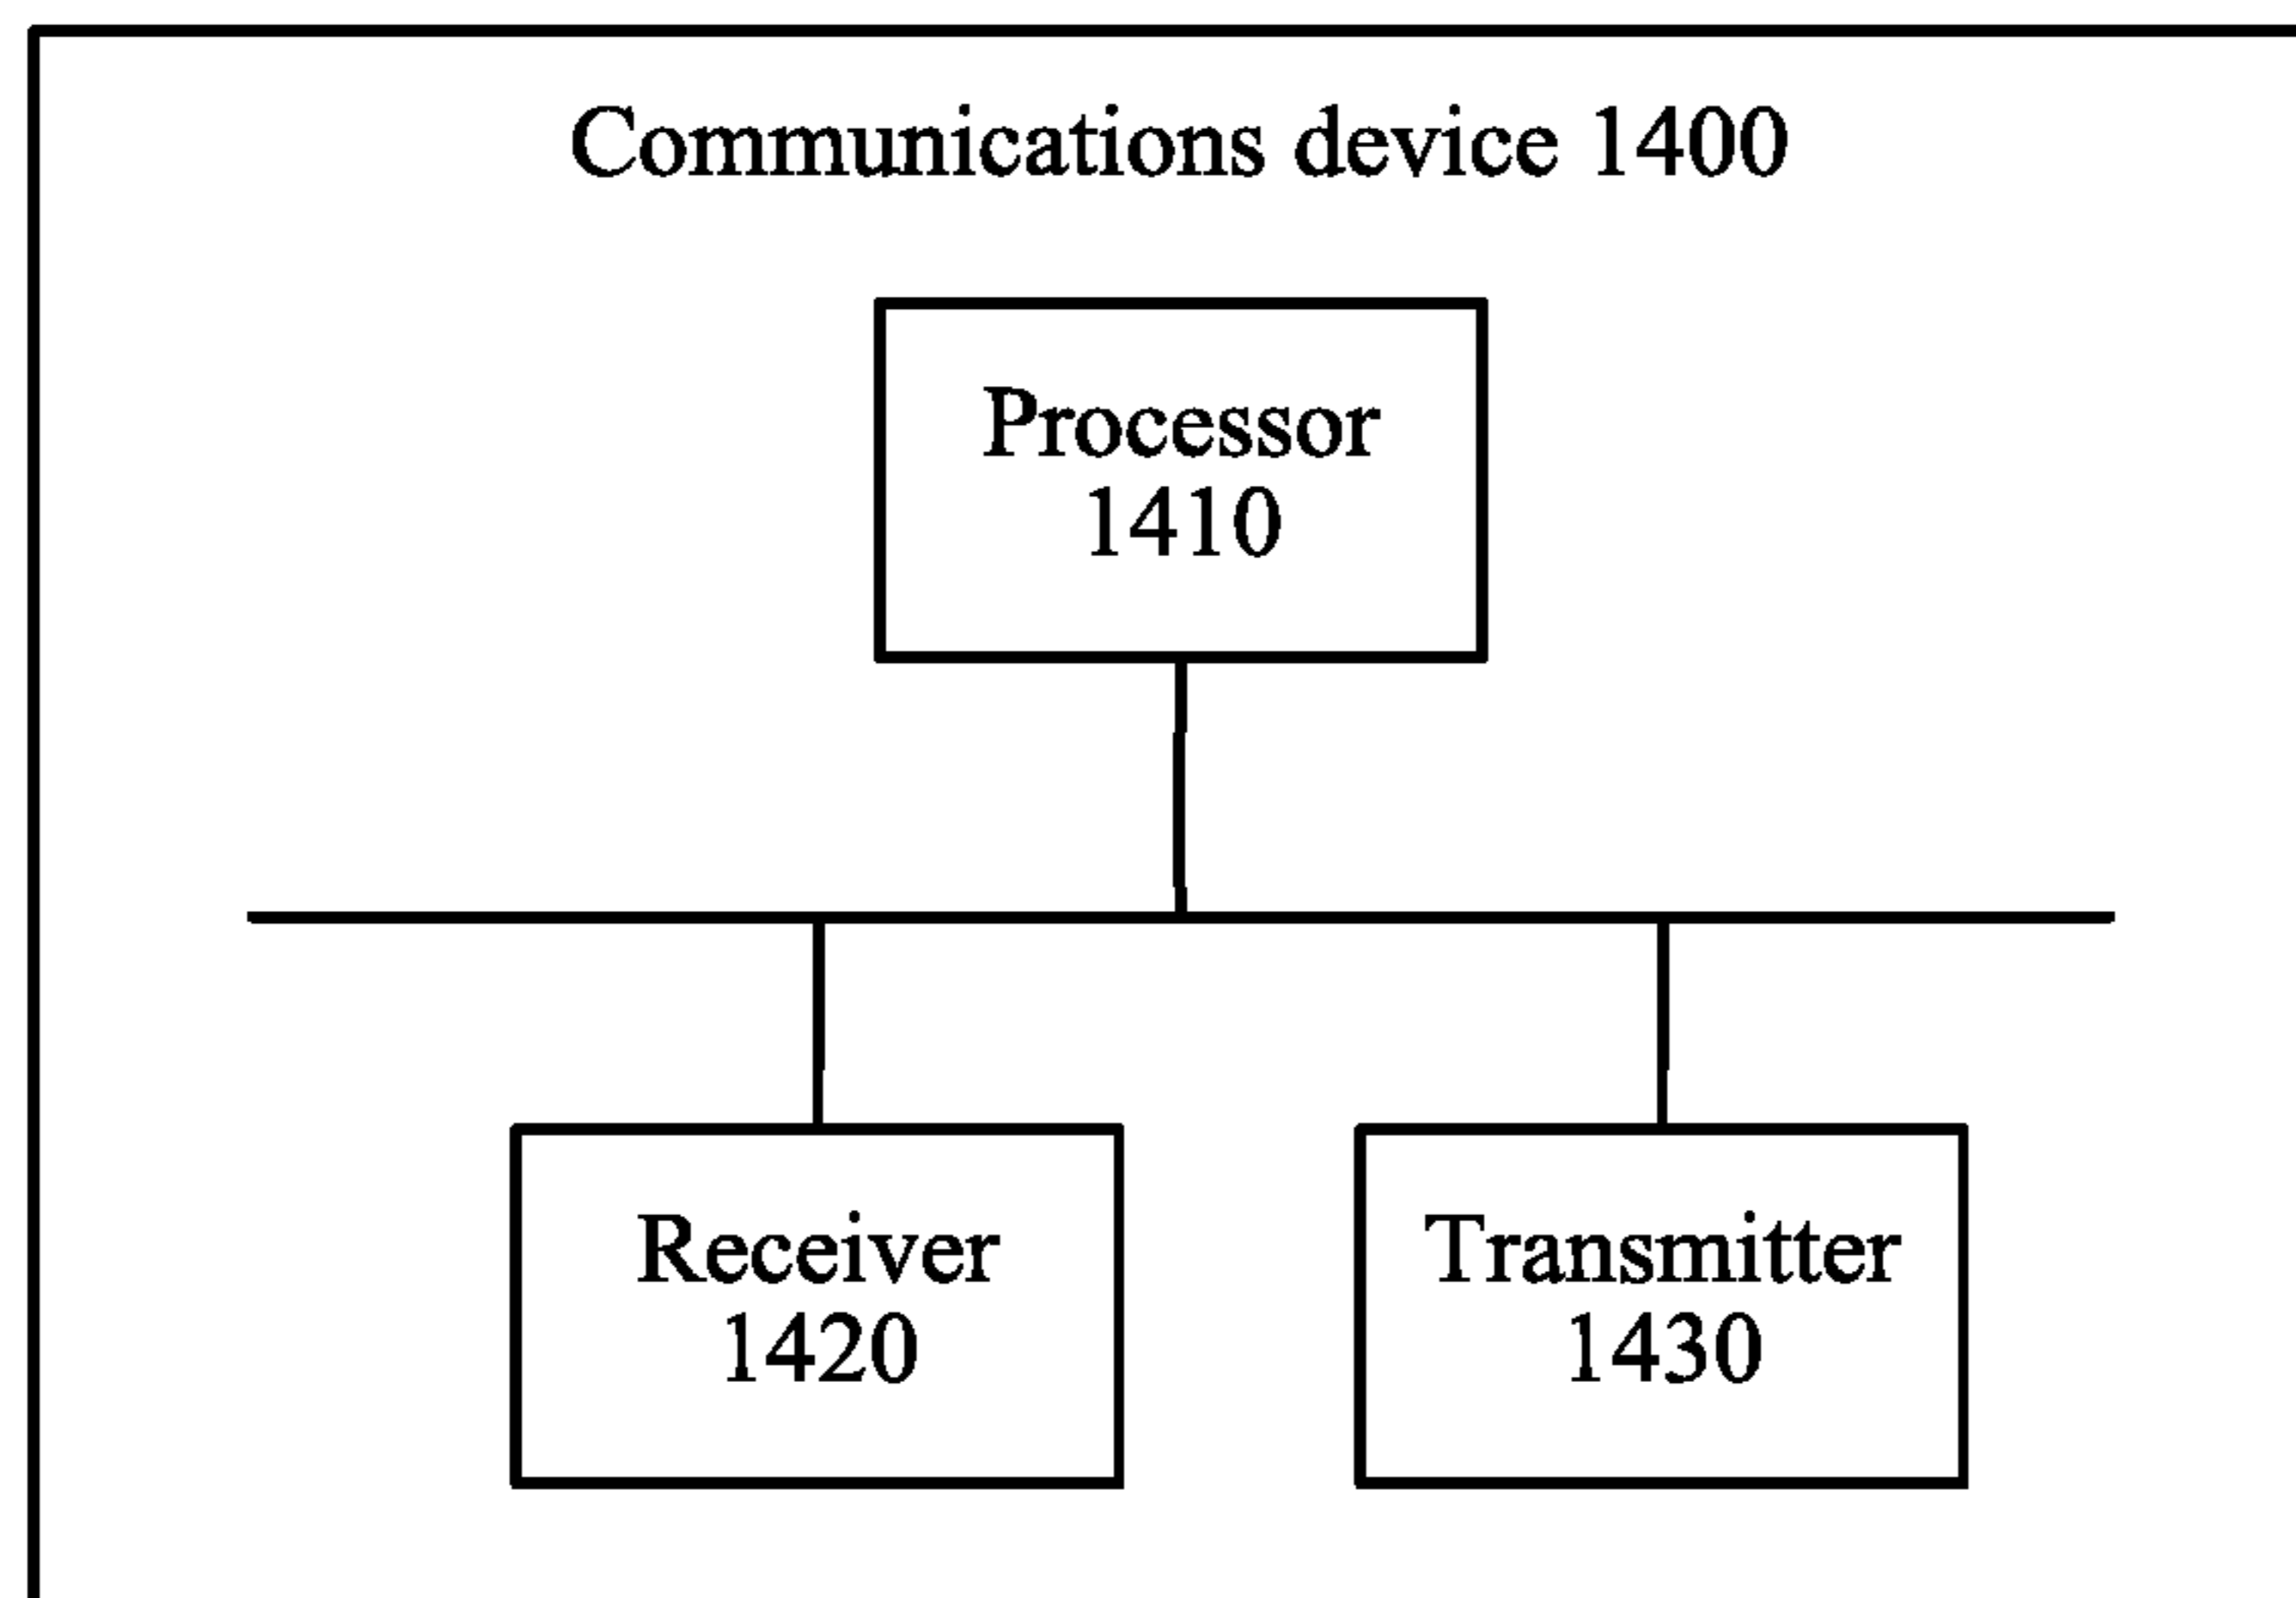 Communications device 1400
Processor
1410
Receiver
1420
Transmitter
1430